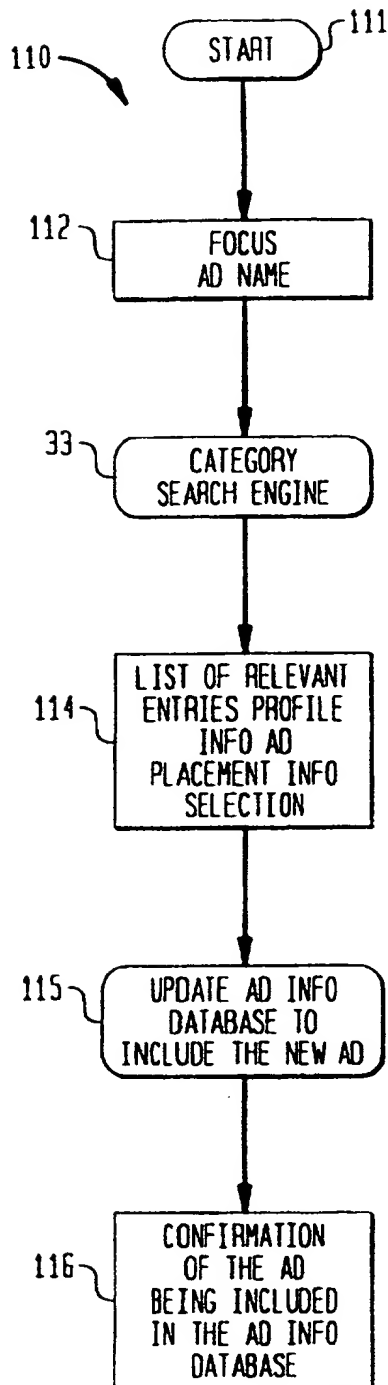 START
111
110
112
FOCUS
AD NAME
33
CATEGORY
SEARCH ENGINE
114
LIST OF RELEVANT
ENTRIES PROFILE
INFO AD
PLACEMENT INFO
SELECTION
115
UPDATE AD INFO
DATABASE TO
INCLUDE THE NEW AD
116
CONFIRMATION
OF THE AD
BEING INCLUDED
IN THE AD INFO
DATABASE